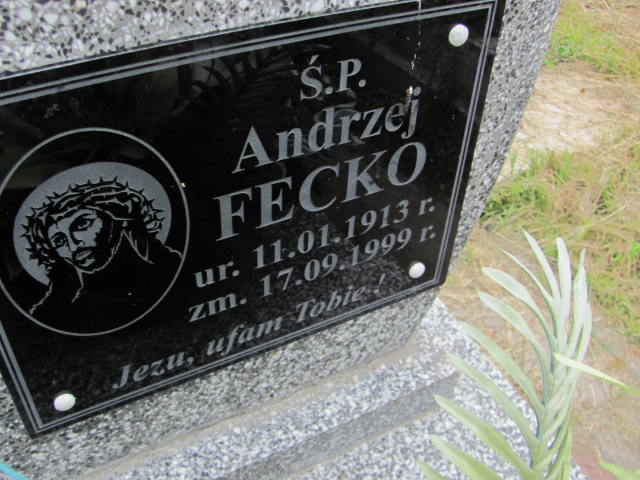 Ś.P.
Andrzej
FECKO
ur. 11.01.1913 r.
zm. 17.09.1999 r.
Jezu, ufam Tobie !